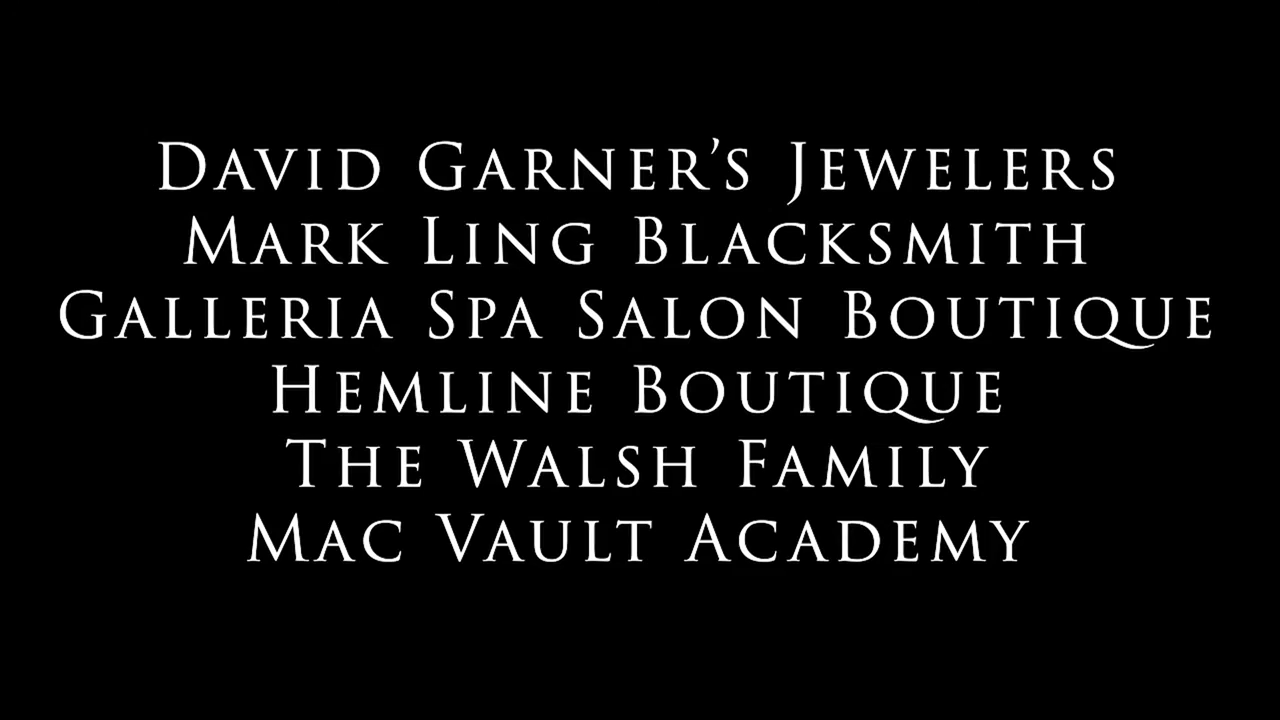 David Garner’s Jewelers
Mark Ling Blacksmith
Galleria Spa Salon Boutique
Hemline Boutique
The Walsh Family
Mac Vault Academy